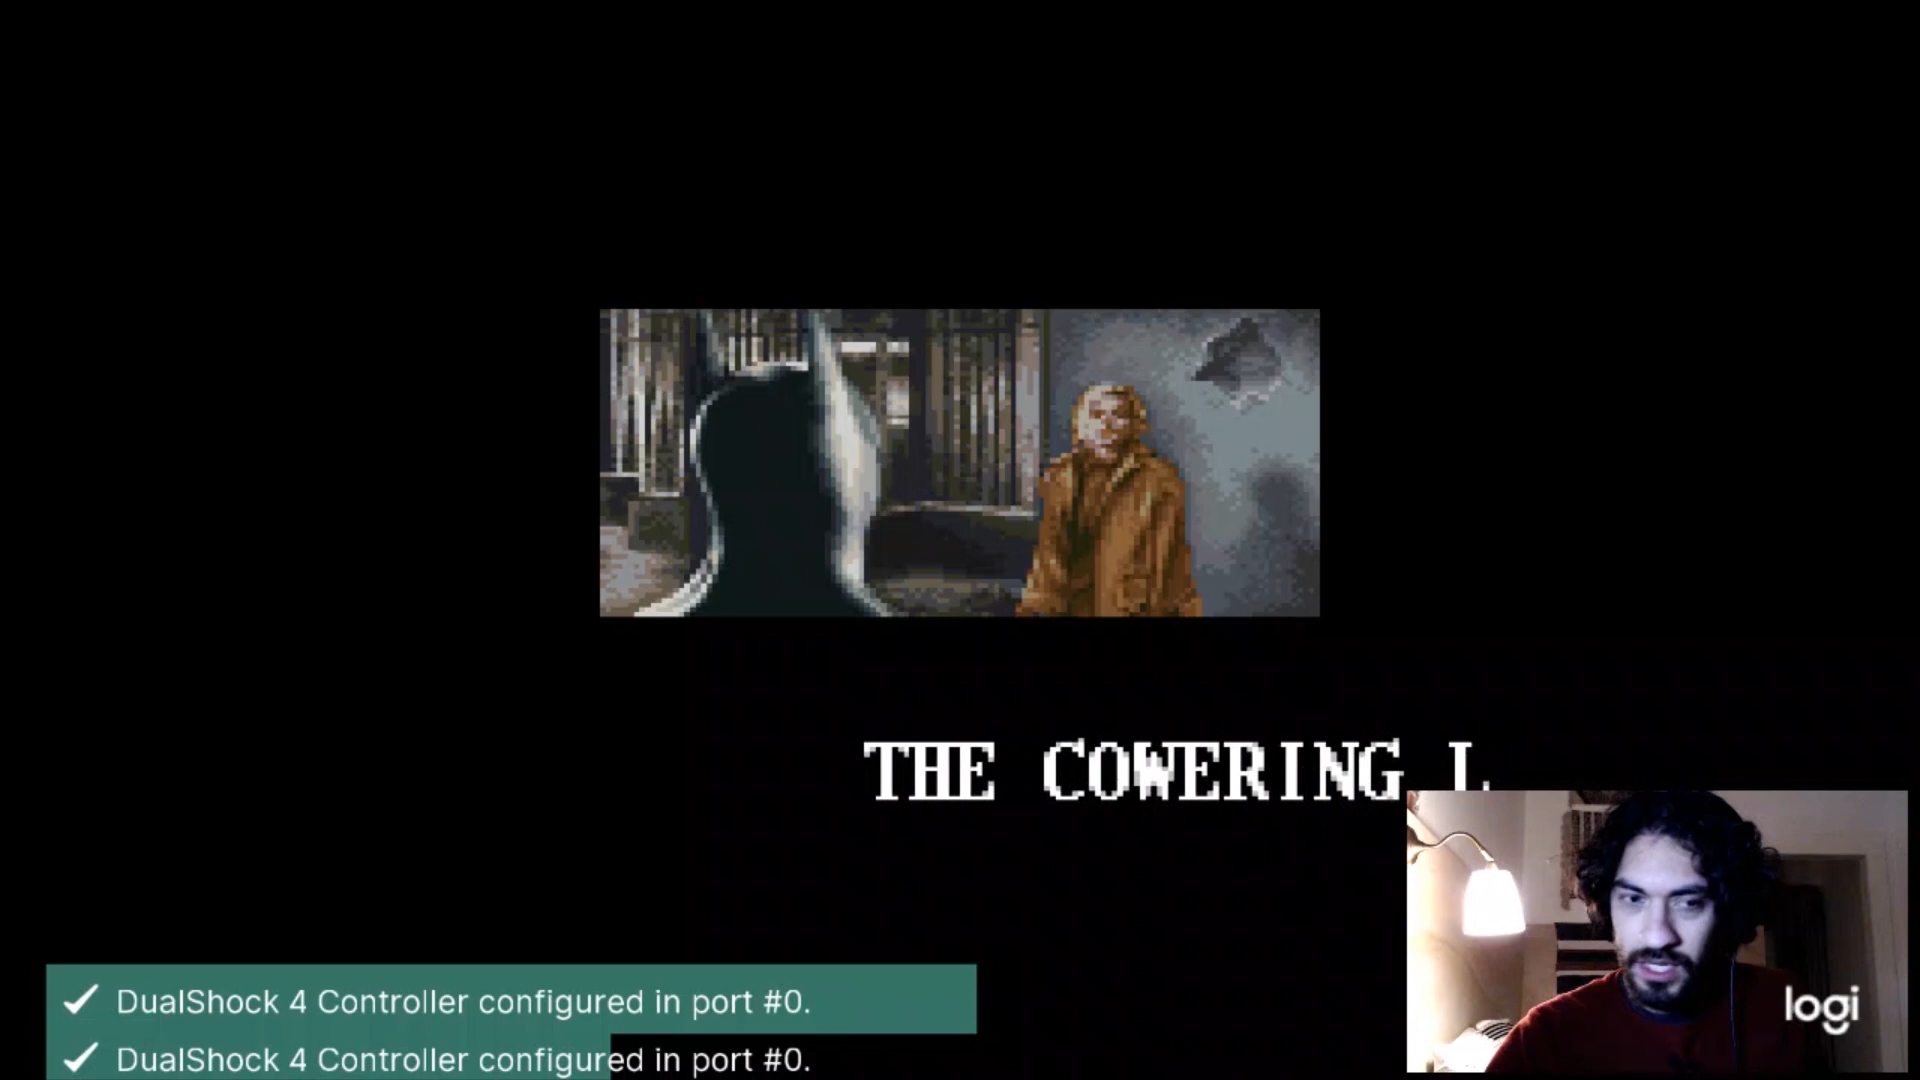 THE COWERING L
DualShock 4 Controller configured in port #0.
DualShock 4 Controller configured in port #0.
logi